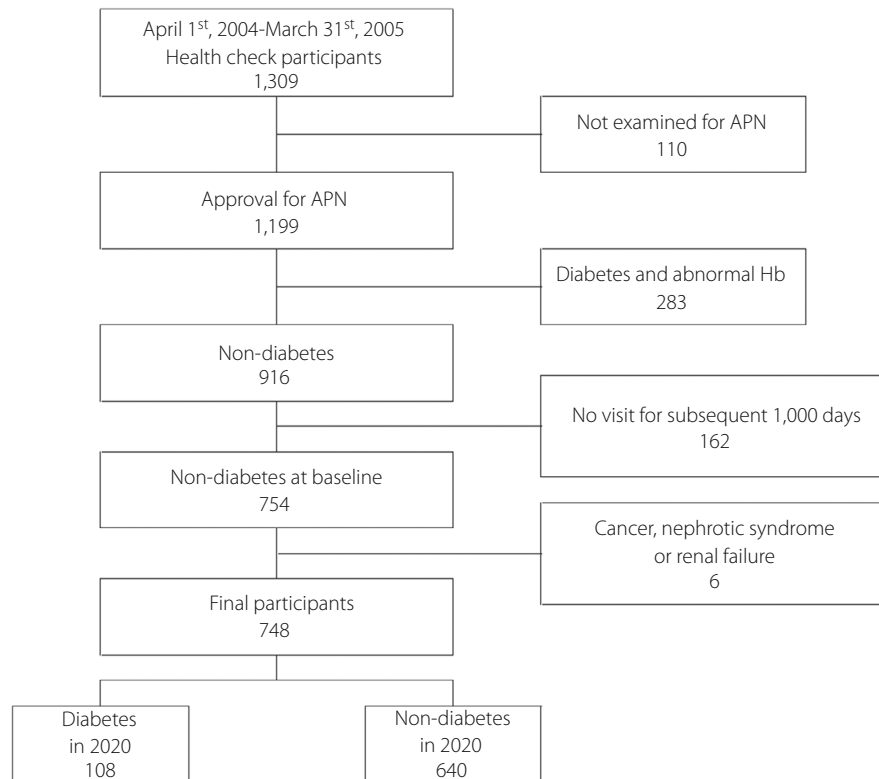 April 1st, 2004-March 31st, 2005
Health check participants
1,309
Not examined for APN
110
Approval for APN
1,199
Diabetes and abnormal Hb
283
Non-diabetes
916
No visit for subsequent 1,000 days
162
Non-diabetes at baseline
754
Cancer, nephrotic syndrome
or renal failure
6
Final participants
748
Diabetes
in 2020
108
Non-diabetes
in 2020
640